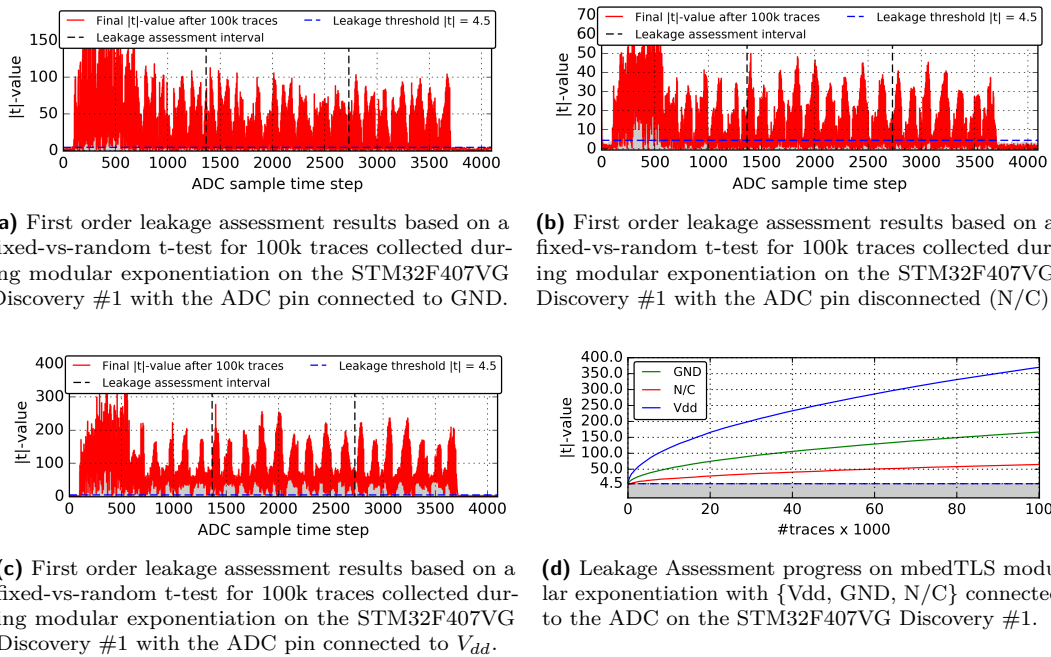 Final |t|-value after 100k traces
Leakage threshold |t| = 4.5
Leakage assessment interval
|t|-value
150
100
50
0
0 500 1000 1500 2000 2500 3000 3500 4000
ADC sample time step
a) First order leakage assessment results based on a
fixed-vs-random t-test for 100k traces collected dur-
ing modular exponentiation on the STM32F407VG
Discovery #1 with the ADC pin connected to GND.
Final |t|-value after 100k traces
Leakage threshold |t| = 4.5
Leakage assessment interval
|t|-value
70
60
50
40
30
20
10
0
0 500 1000 1500 2000 2500 3000 3500 4000
ADC sample time step
(b) First order leakage assessment results based on a
fixed-vs-random t-test for 100k traces collected dur-
ing modular exponentiation on the STM32F407VG
Discovery #1 with the ADC pin disconnected (N/C)
Final |t|-value after 100k traces
Leakage threshold |t| = 4.5
Leakage assessment interval
|t|-value
400
300
200
100
0
0 500 1000 1500 2000 2500 3000 3500 4000
ADC sample time step
(c) First order leakage assessment results based on a
fixed-vs-random t-test for 100k traces collected dur-
ing modular exponentiation on the STM32F407VG
Discovery #1 with the ADC pin connected to Vdd.
GND
N/C
Vdd
|t|-value
400.0
350.0
300.0
250.0
200.0
150.0
100.0
50.0
4.5
0 20 40 60 80 100
#traces x 1000
(d) Leakage Assessment progress on mbedTLS modu
lar exponentiation with {Vdd, GND, N/C} connected
to the ADC on the STM32F407VG Discovery #1.